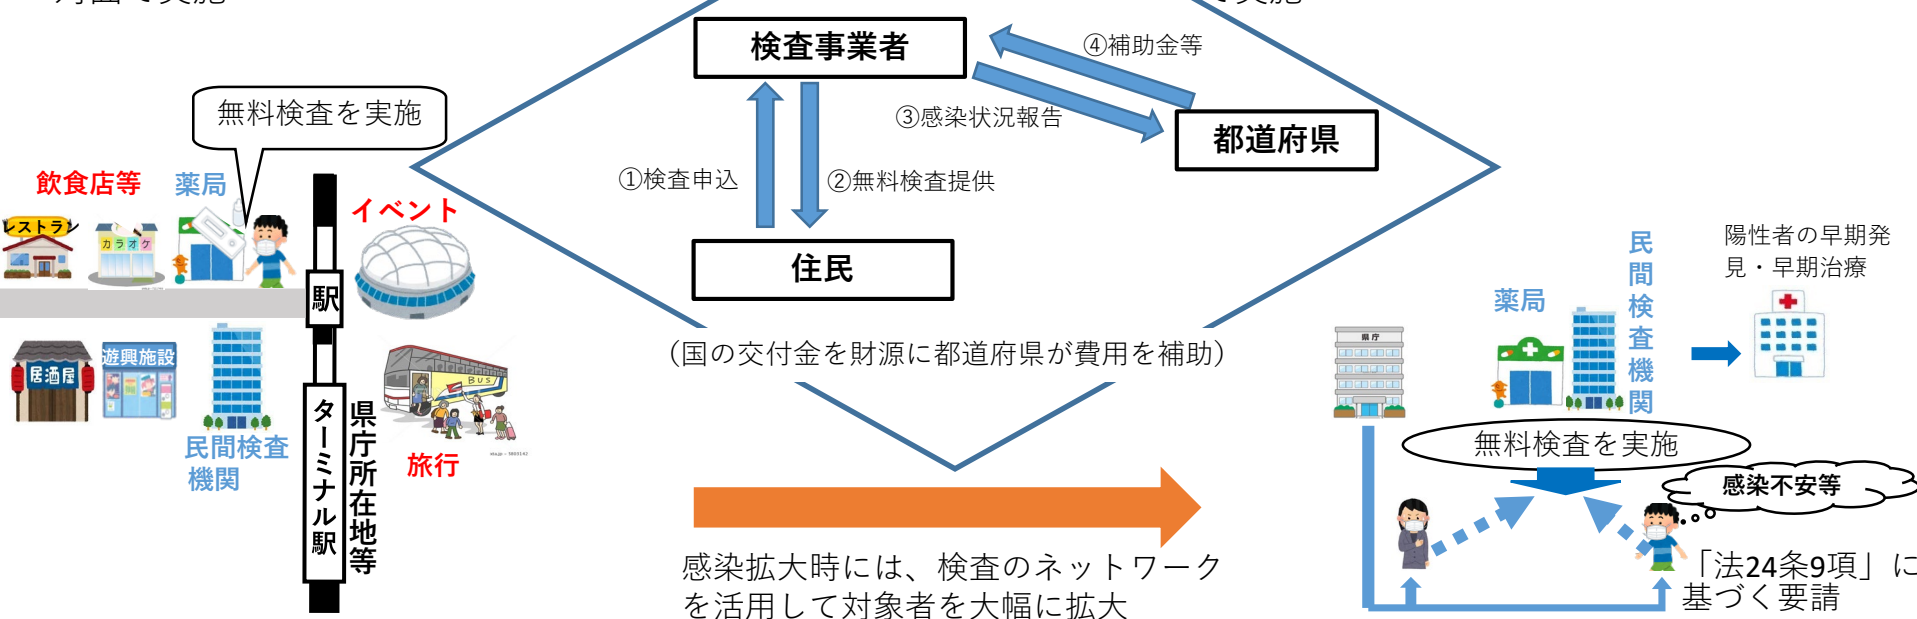 無料検査を実施
飲食店等
薬局
レストラン
カラオケ
イベント
駅
居酒屋
遊興施設
BUS
民間検査
機関
ターミナル駅
県庁所在地等
旅行
検査事業者
④補助金等
③感染状況報告
都道府県
①検査申込
②無料検査提供
住民
（国の交付金を財源に都道府県が費用を補助）
感染拡大時には、検査のネットワーク
を活用して対象者を大幅に拡大
民間検査機関
陽性者の早期発
見・早期治療
薬局
県庁
無料検査を実施
感染不安等
「法24条9項」に
基づく要請